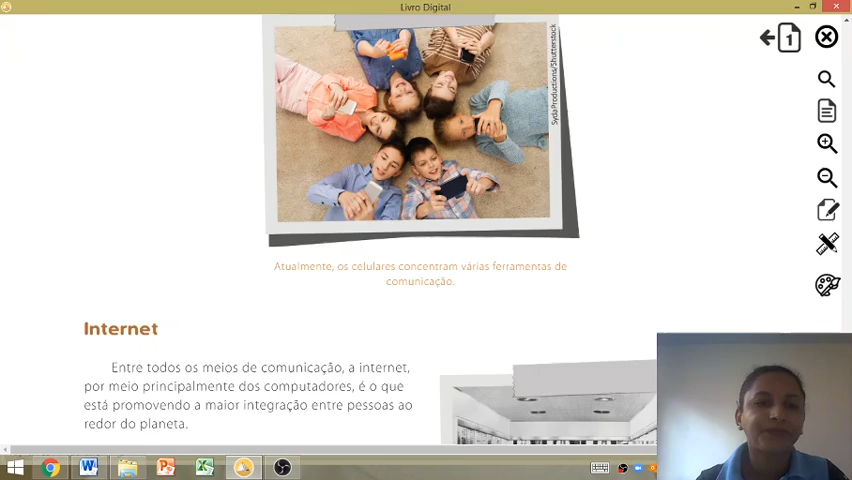 Livro Digital
1
SydaProductions/Shutterstock
Atualmente, os celulares concentram várias ferramentas de
comunicação.
Internet
Entre todos os meios de comunicação, a internet,
por meio principalmente dos computadores, é o que
está promovendo a maior integração entre pessoas ao
redor do planeta.